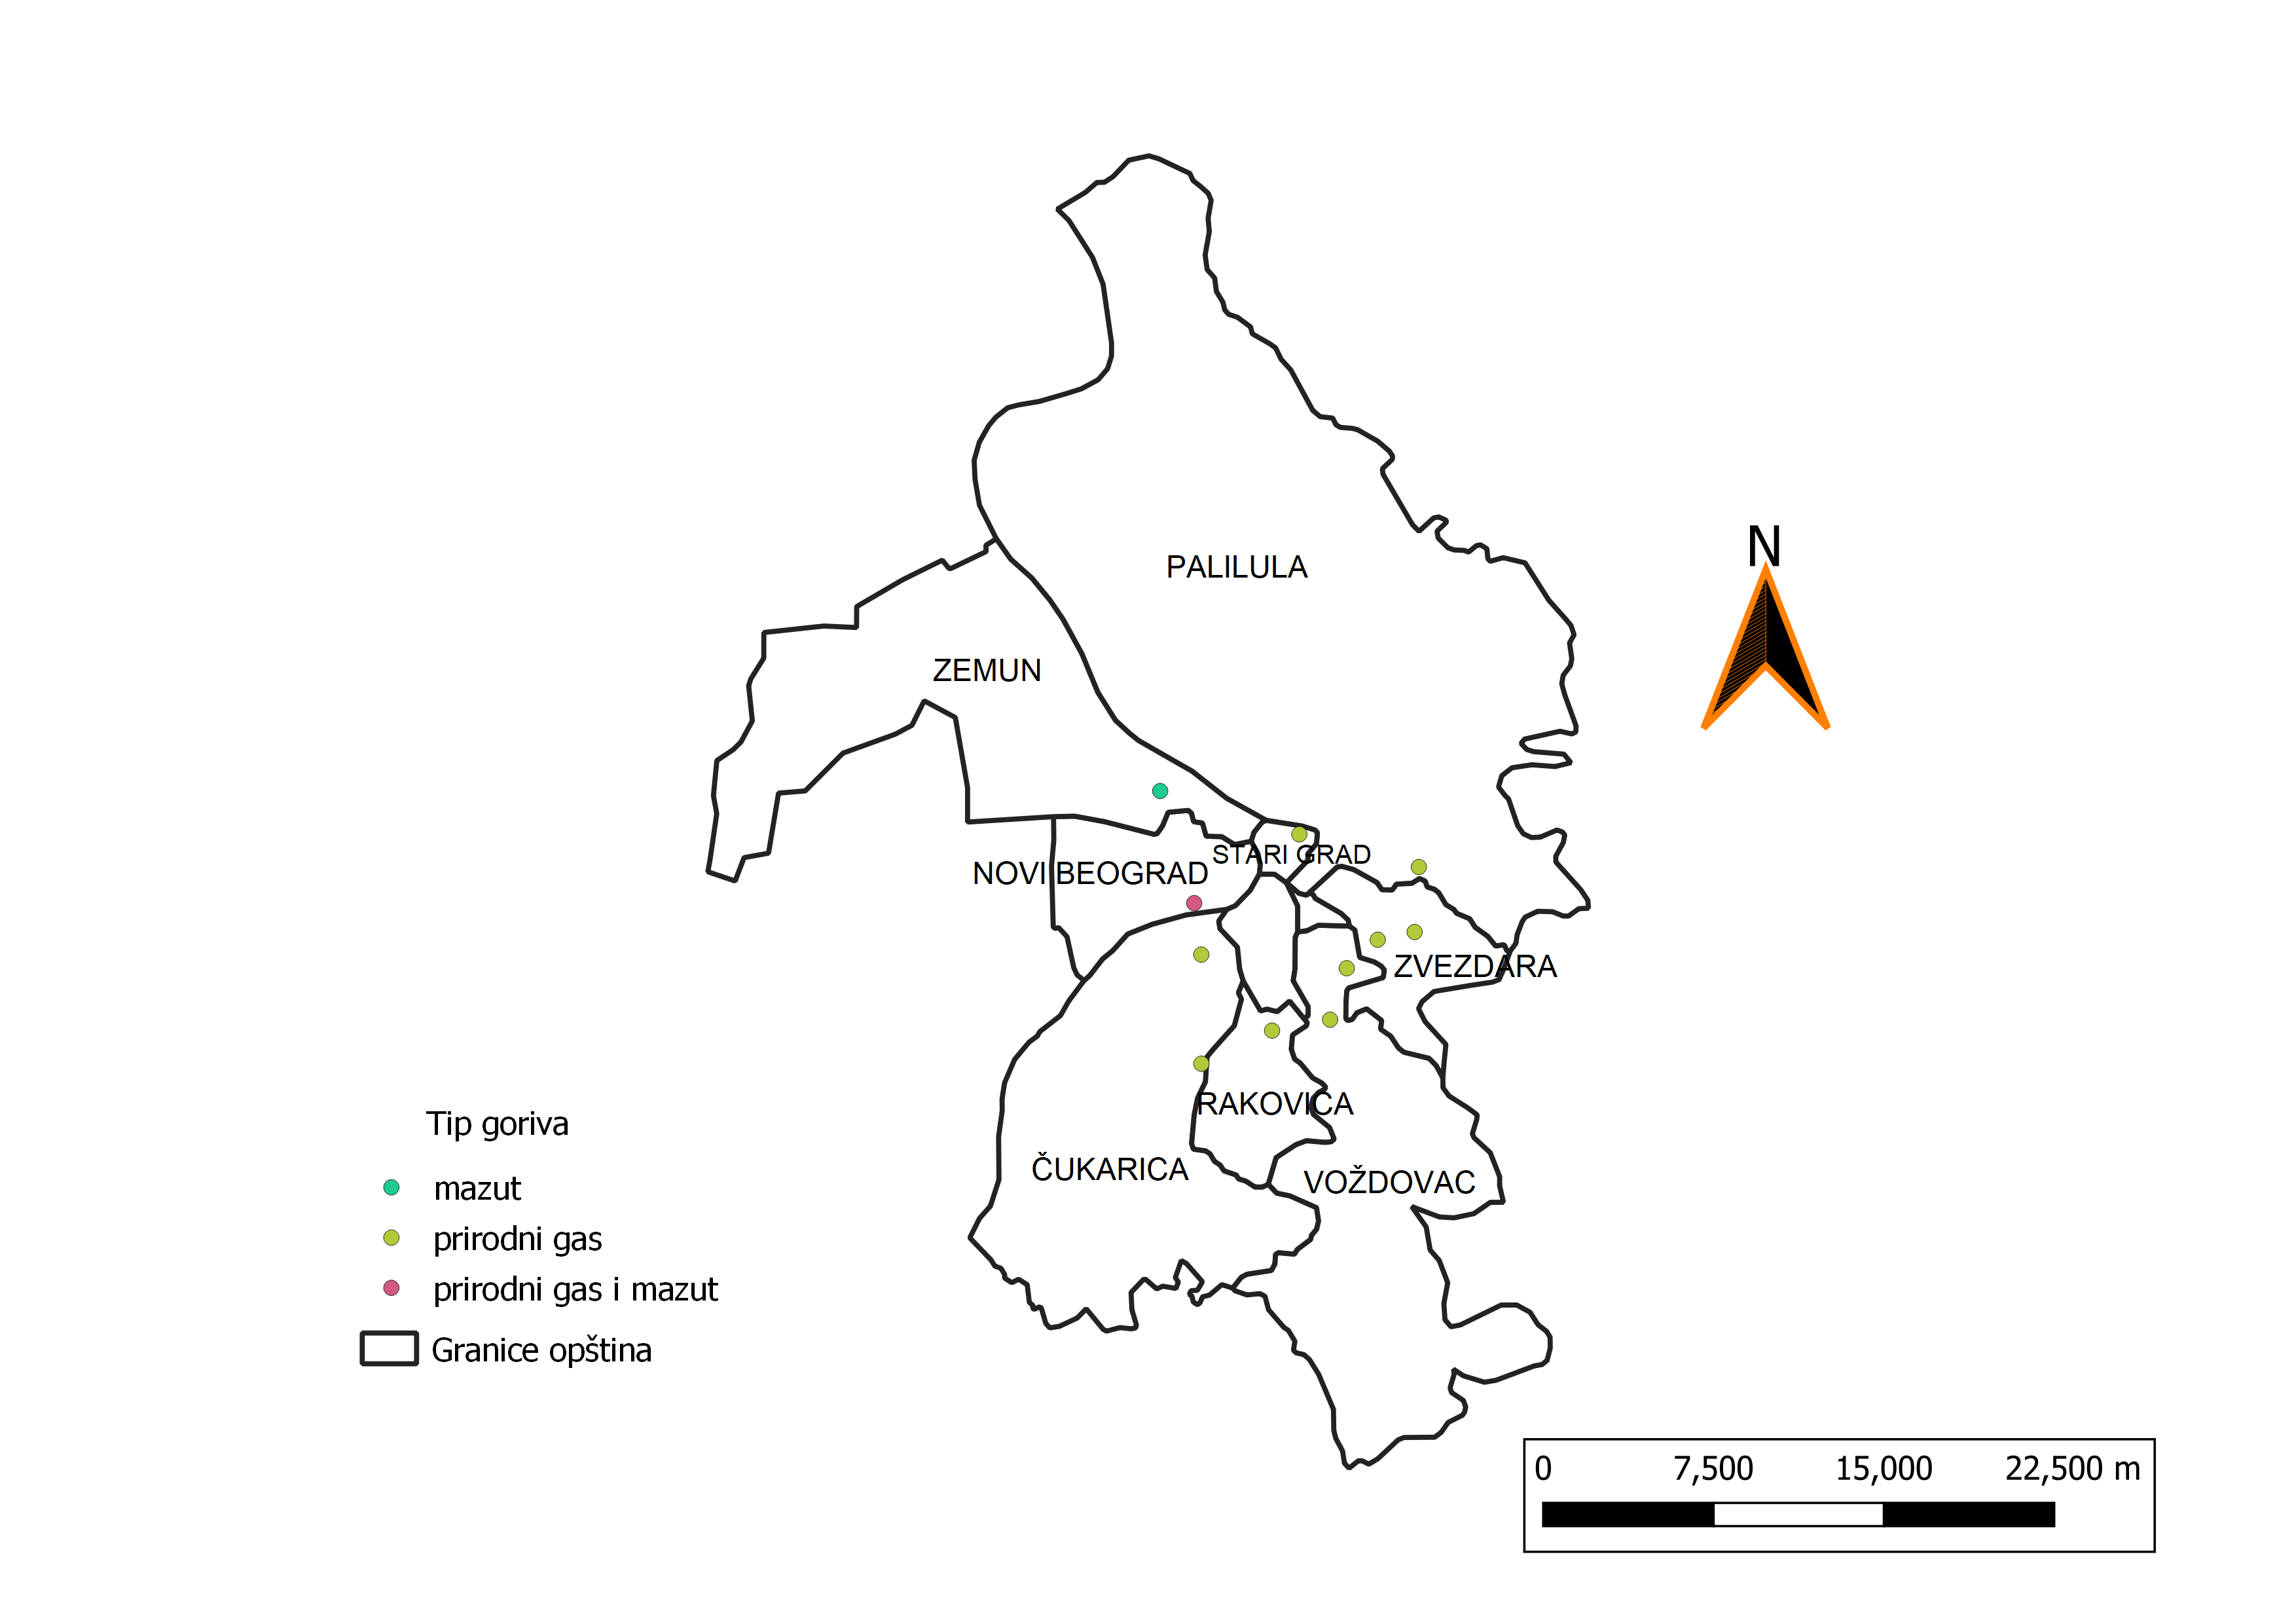 N
PALILULA
ZEMUN
STARI GRAD
NOVI BEOGRAD
ZVEZDARA
RAKOVICA
ČUKARICA
VOŽDOVAC
Tip goriva
mazut
prirodni gas
prirodni gas i mazut
Granice opština
0 7,500 15,000 22,500 m